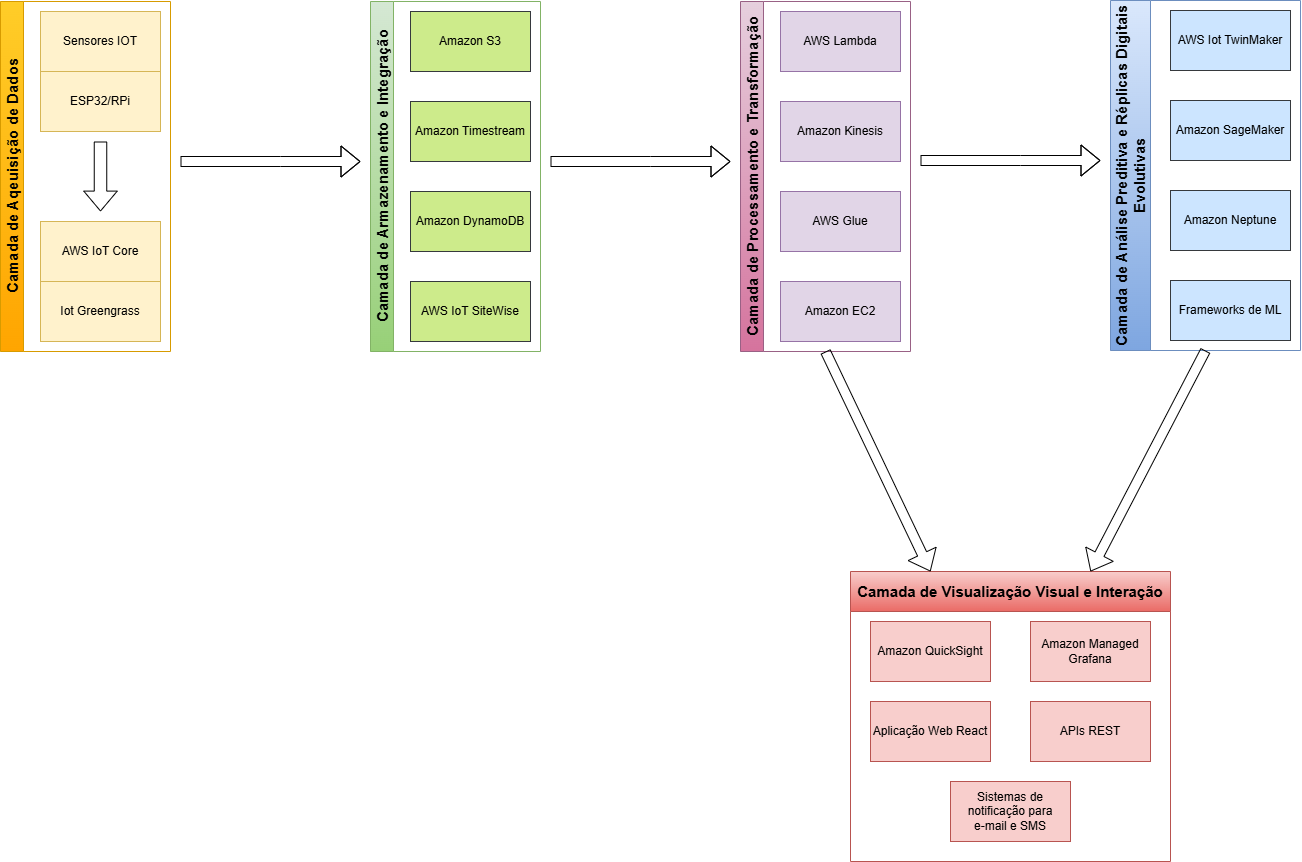 Camada de Aqeuisição de Dados
Sensores IOT
ESP32/RPi
AWS IoT Core
Iot Greengrass
Camada de Armazenamento e Integração
Amazon S3
Amazon Timestream
Amazon DynamoDB
AWS IoT SiteWise
Camada de Processamento e Transformação
AWS Lambda
Amazon Kinesis
AWS Glue
Amazon EC2
Camada de Análise Preditiva e Réplicas Digitais
Evolutivas
AWS Iot TwinMaker
Amazon SageMaker
Amazon Neptune
Frameworks de ML
Camada de Visualização Visual e Interação
Amazon QuickSight
Amazon Managed
Grafana
Aplicação Web React
APIs REST
Sistemas de
notificação para
e-mail e SMS